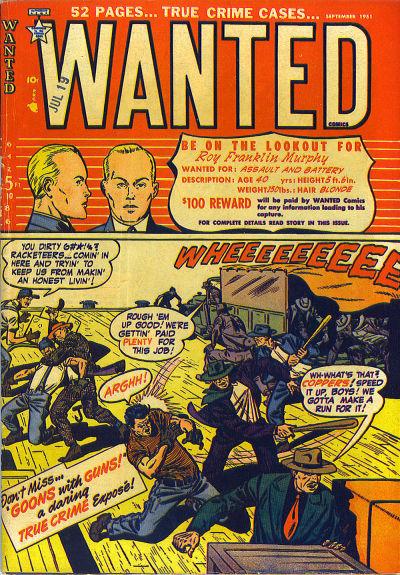 52 PAGES... TRUE CRIME CASES...
SEPTEMBER 1951
WANTED
10¢
JUL 19
WANTED
COMICS
BE ON THE LOOKOUT FOR
Roy Franklin Murphy
WANTED FOR: ASSAULT AND BATTERY
DESCRIPTION: AGE 40 yrs: HEIGHT 5 ft. 6 in.
WEIGHT: 130 lbs.: HAIR BLONDE
$100 REWARD will be paid by WANTED Comics
for any information leading to his
capture.
FOR COMPLETE DETAILS READ STORY IN THIS ISSUE.
YOU DIRTY G#*'%?
RACKETEERS... COMIN' IN
HERE AND TRYIN' TO
KEEP US FROM MAKIN'
AN HONEST LIVIN'!
WHEEEEEEEEEE
ROUGH 'EM
UP GOOD! WE'RE
GETTIN' PAID
PLENTY FOR
THIS JOB!
ARGHH!
WH-WHAT'S THAT?
COPPERS! SPEED
IT UP, BOYS! WE
GOTTA MAKE A
RUN FOR IT!
Don't Miss...
"GOONS with GUNS!"
a daring
TRUE CRIME Exposé!